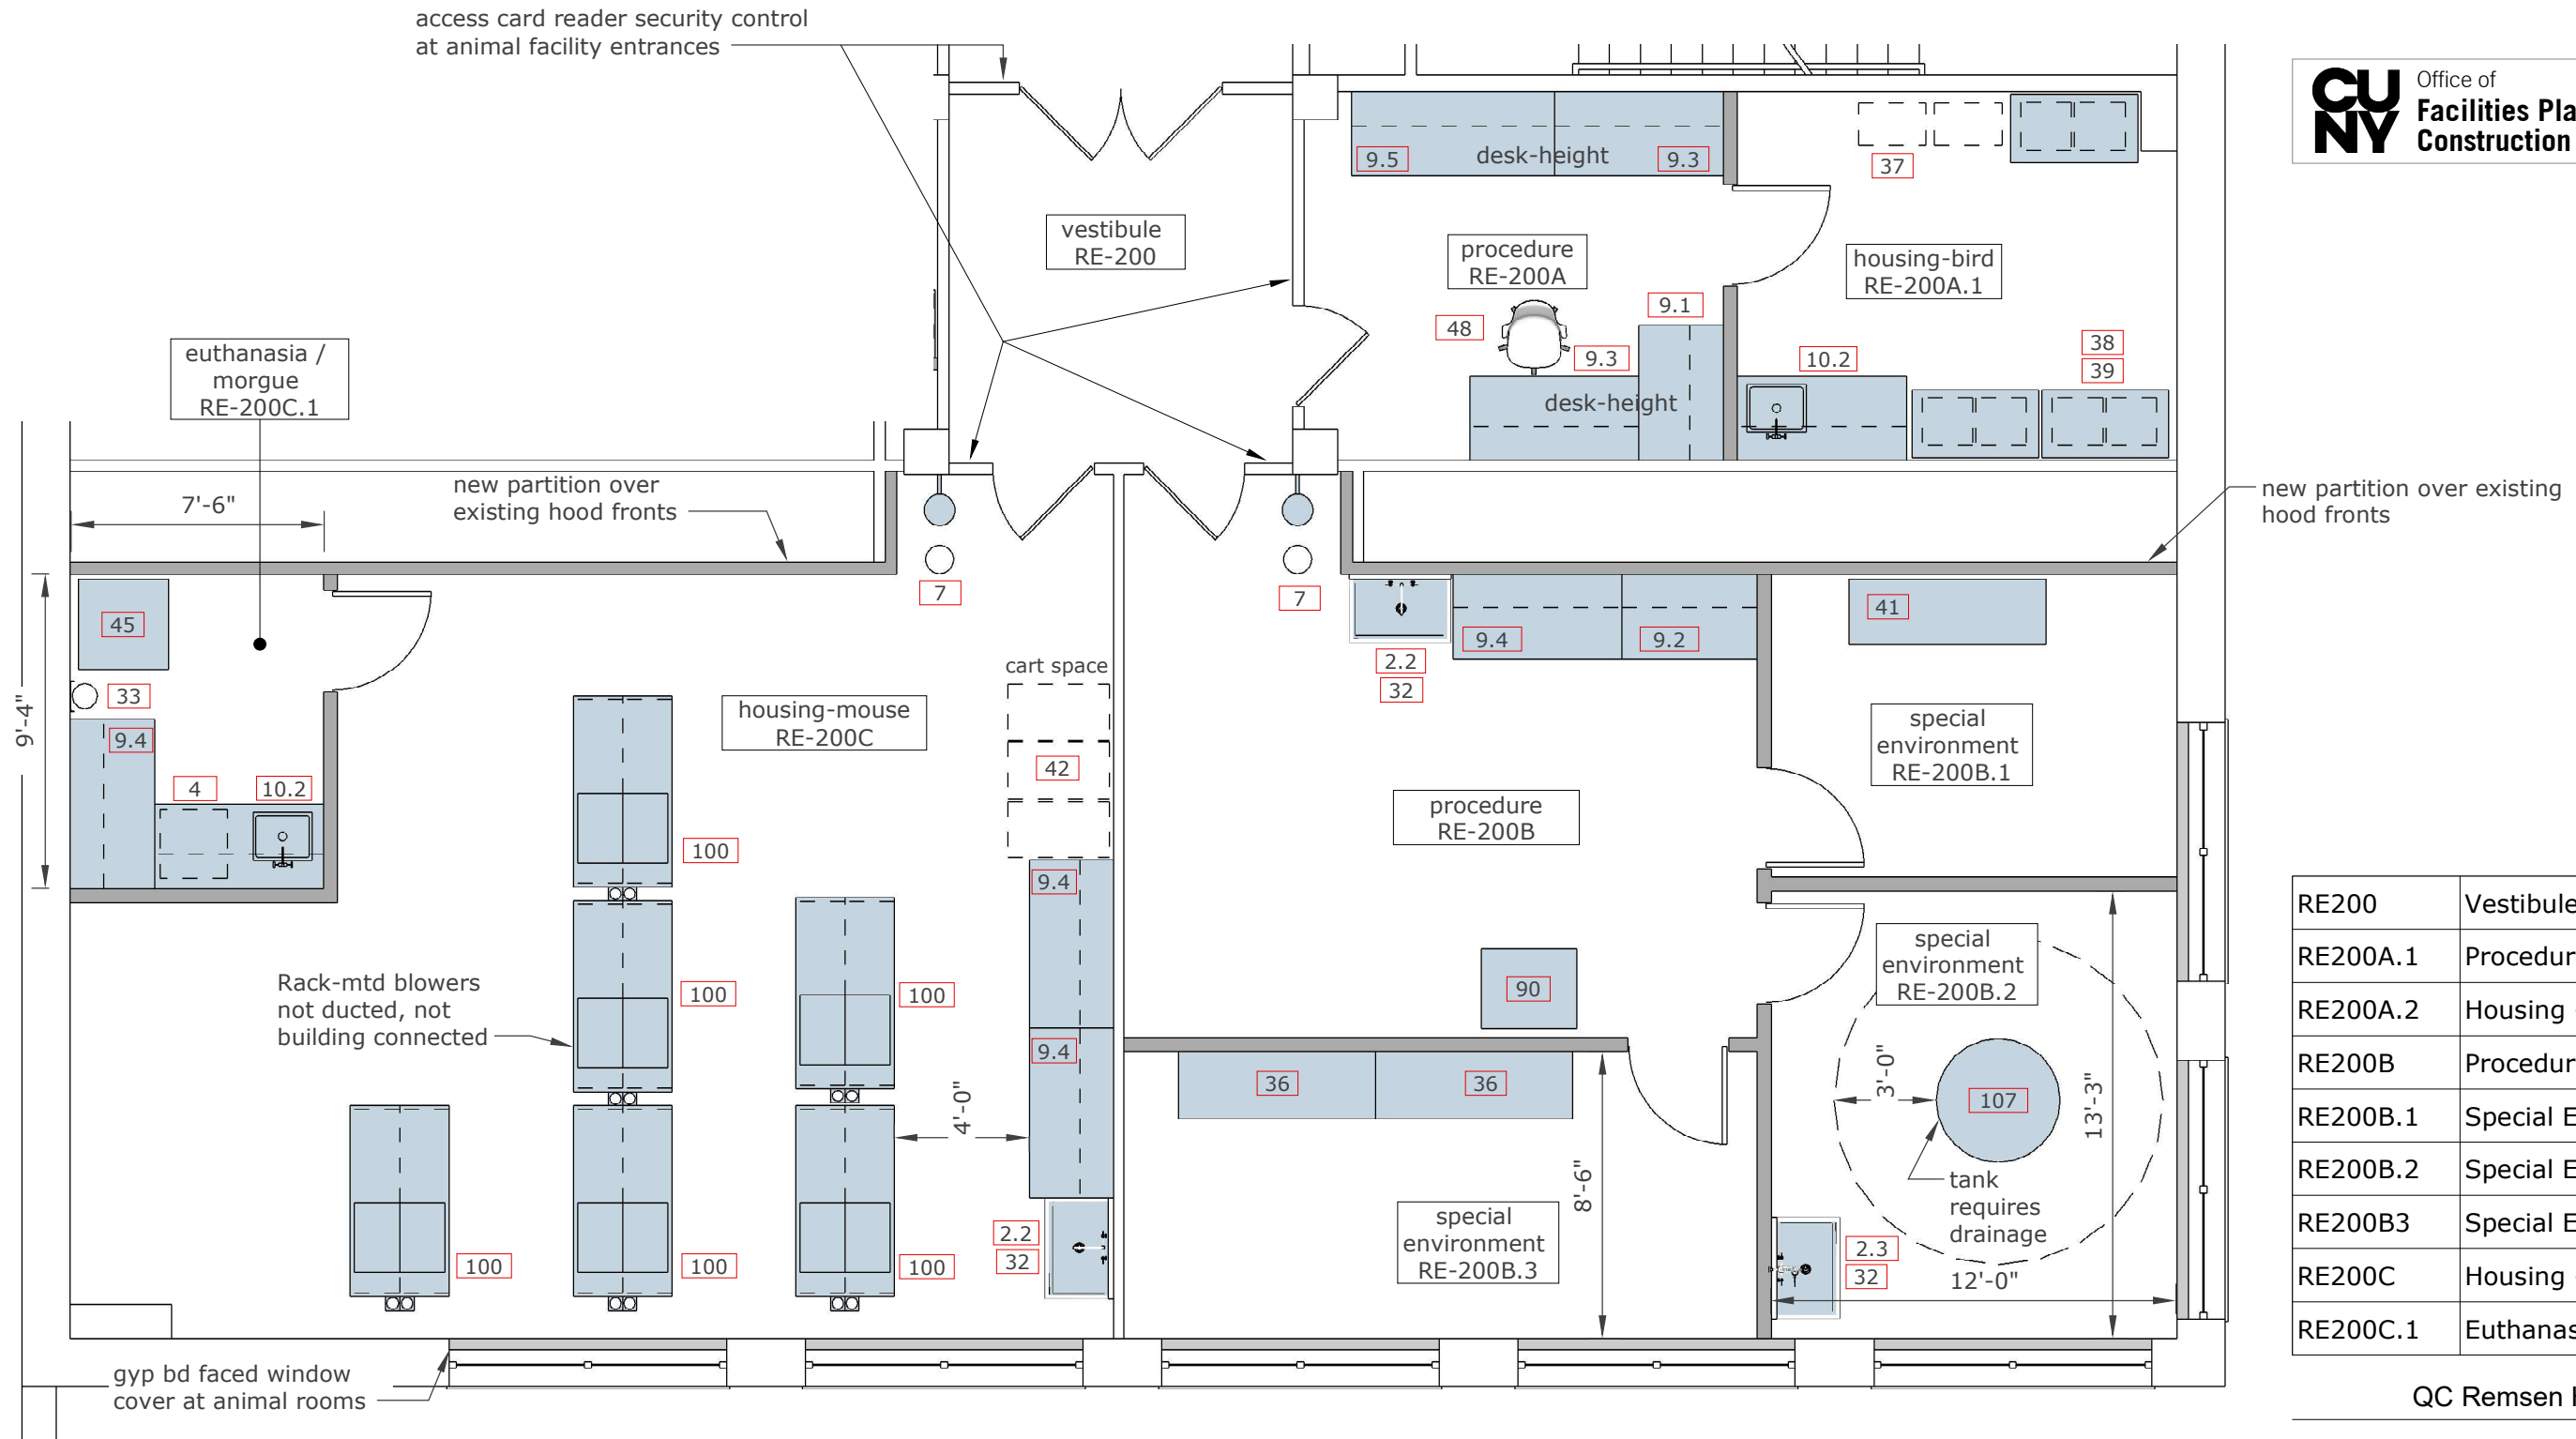 access card reader security control
at animal facility entrances
Office of
CUNY
Facilities Pla
Construction
9.5
desk-height
9.3
37
vestibule
RE-200
procedure
RE-200A
housing-bird
RE-200A.1
9.1
48
9.3
10.2
38
39
desk-height
euthanasia /
morgue
RE-200C.1
7'-6"
new partition over
existing hood fronts
new partition over existing
hood fronts
7
7
45
41
9.4
9.2
2.2
32
33
9.4
9'-4"
4
10.2
cart space
housing-mouse
RE-200C
42
special
environment
RE-200B.1
procedure
RE-200B
100
9.4
Rack-mtd blowers
not ducted, not
building connected
100
100
90
special
environment
RE-200B.2
9.4
4'-0"
36
36
3'-0"
107
13'-3"
8'-6"
tank
requires
drainage
special
environment
RE-200B.3
2.2
32
100
100
100
2.3
32
12'-0"
gyp bd faced window
cover at animal rooms
RE200 Vestibule
RE200A.1 Procedur
RE200A.2 Housing
RE200B Procedur
RE200B.1 Special E
RE200B.2 Special E
RE200B3 Special E
RE200C Housing
RE200C.1 Euthanas
QC Remsen